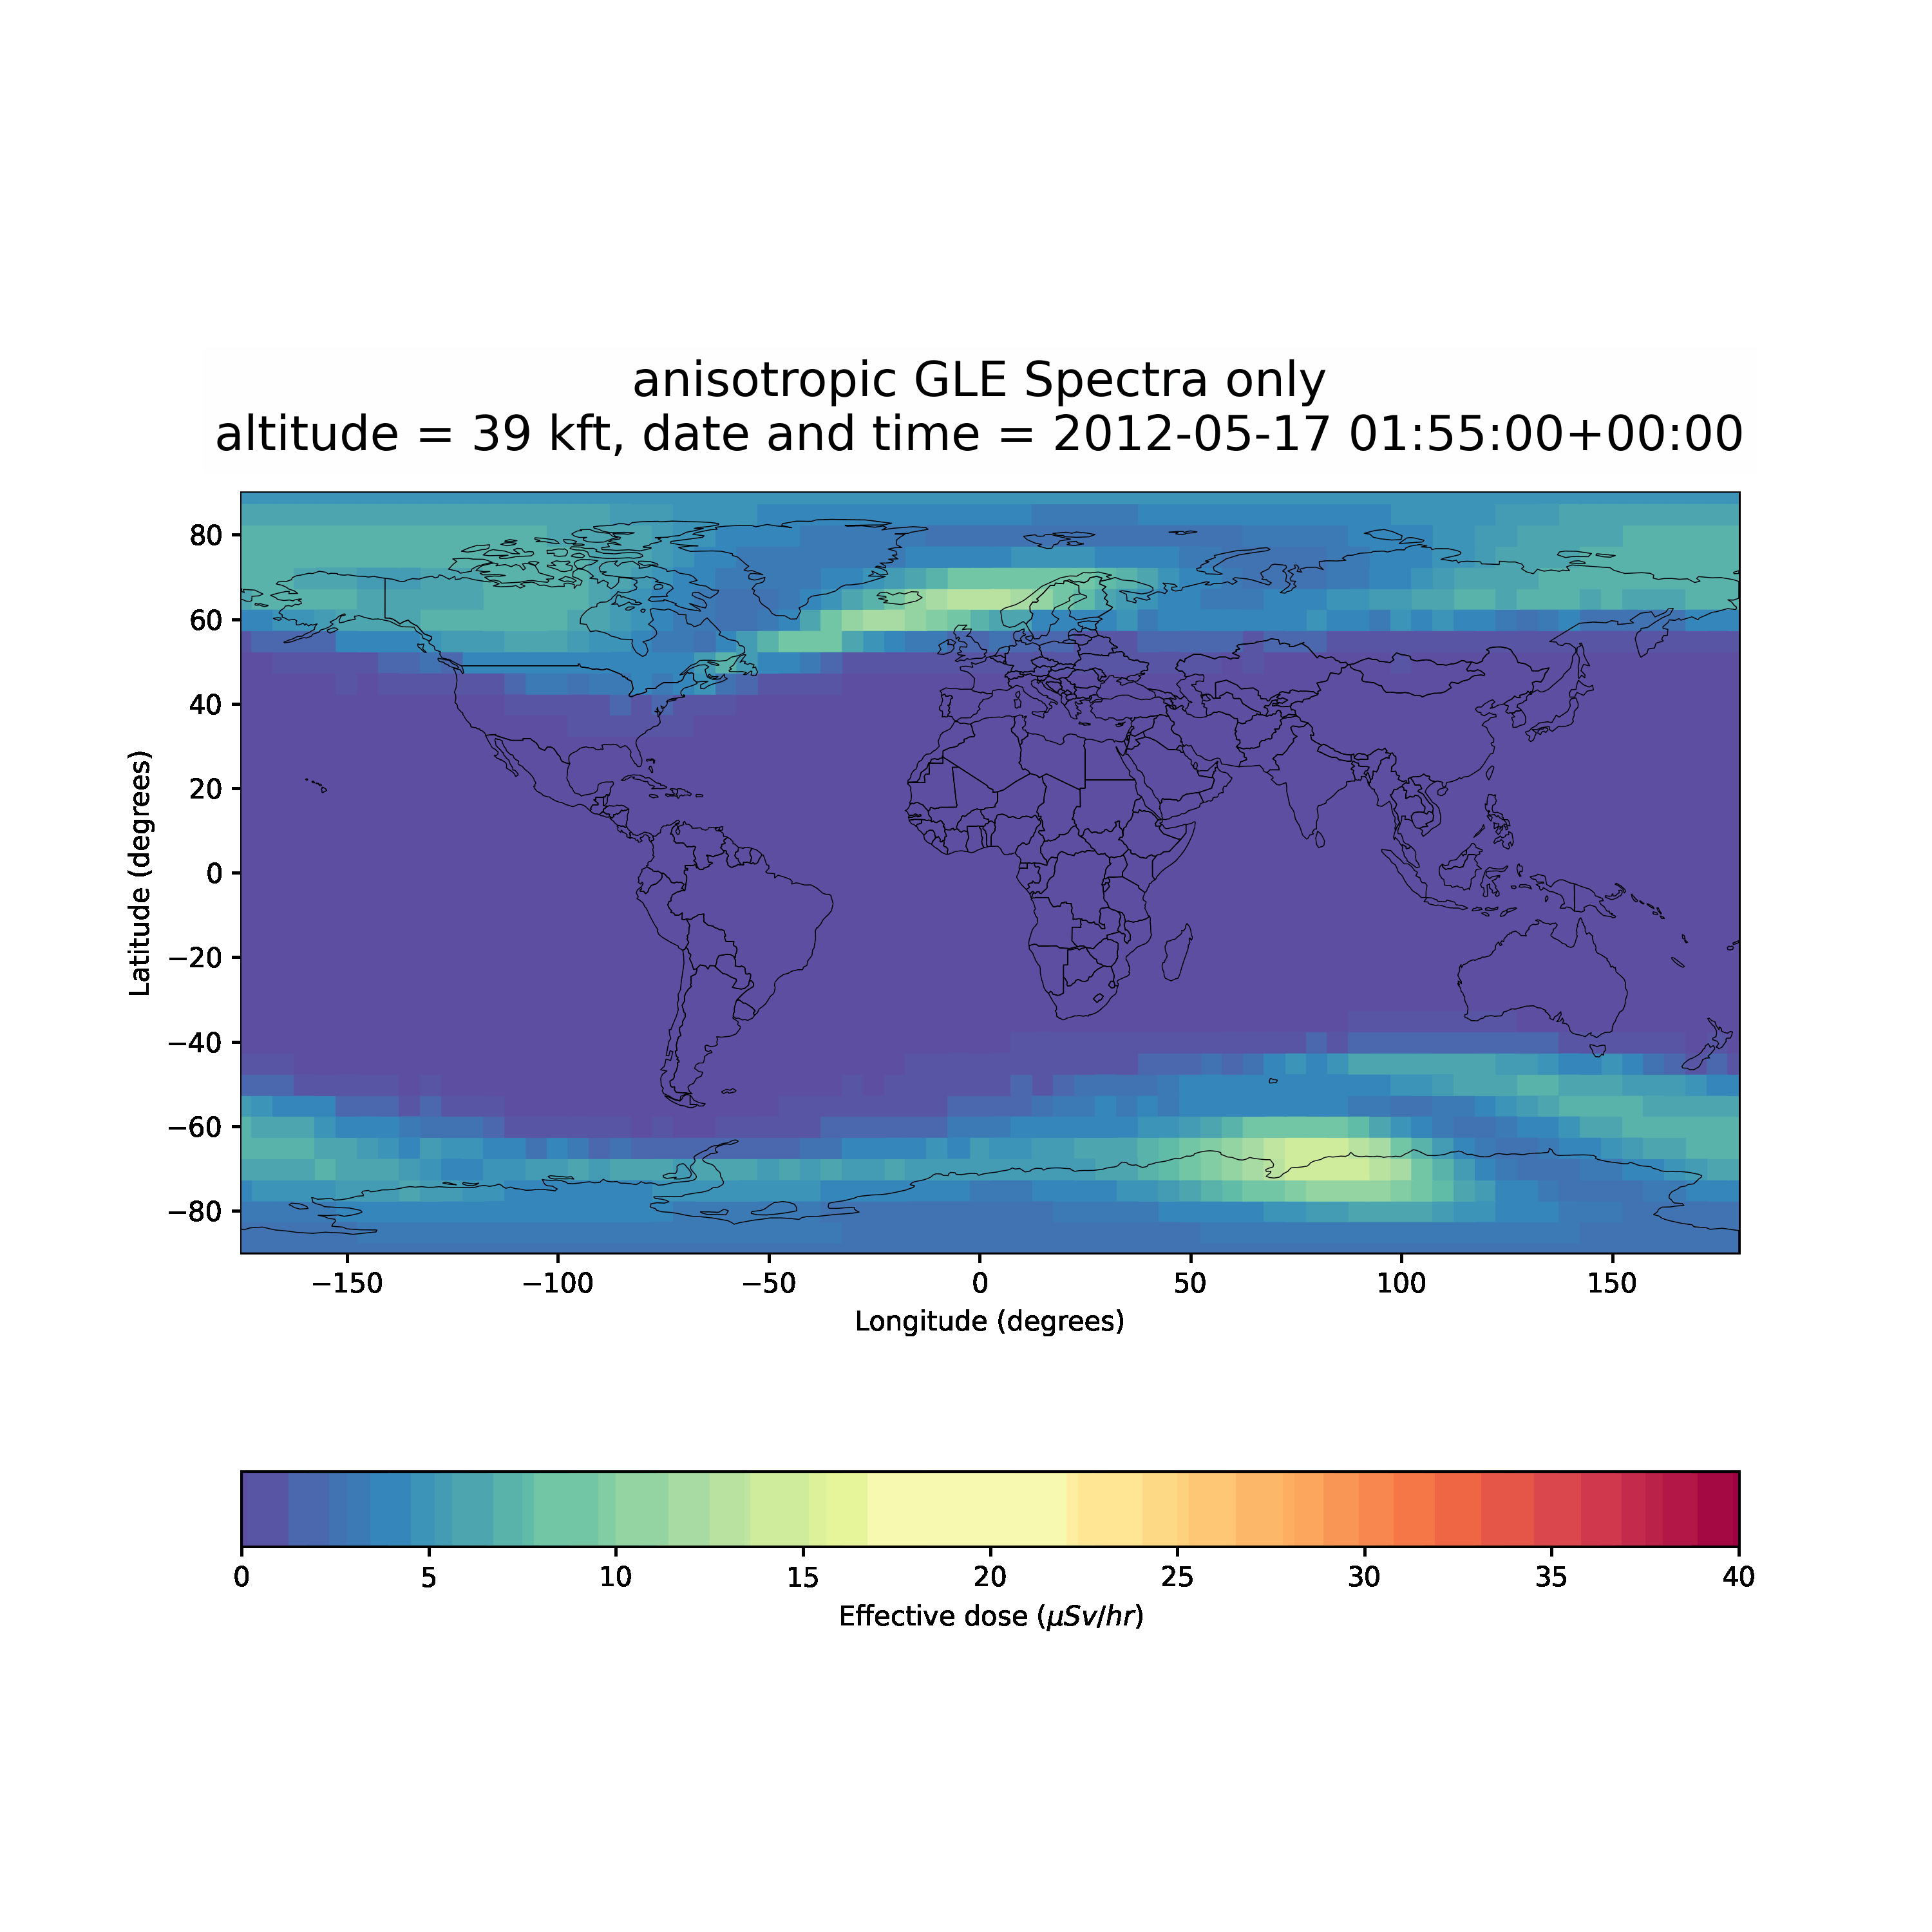 anisotropic GLE Spectra only
altitude = 39 kft, date and time = 2012-05-17 01:55:00+00:00
80
60
40
20
0
−20
−40
−60
−80
Latitude (degrees)
−150 −100 −50 0 50 100 150
Longitude (degrees)
0 5 10 15 20 25 30 35 40
Effective dose (μSv/hr)